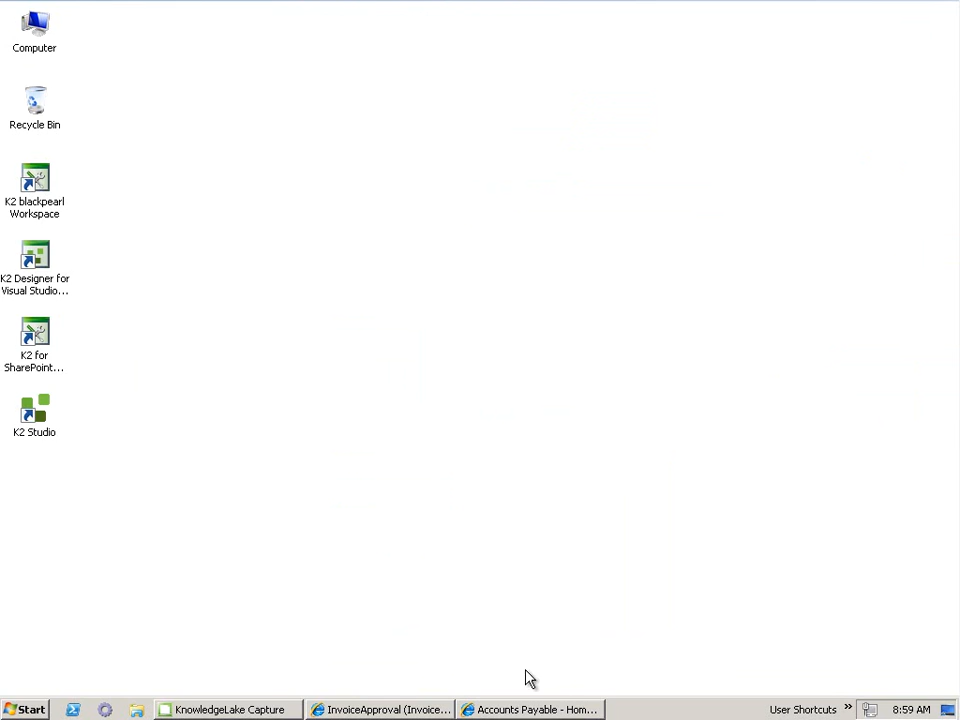 Computer
Recycle Bin
K2 blackpearl
Workspace
K2 Designer for
Visual Studio...
K2 for
SharePoint...
K2 Studio
Start
KnowledgeLake Capture
InvoiceApproval (Invoice...
Accounts Payable - Hom...
User Shortcuts »
8:59 AM